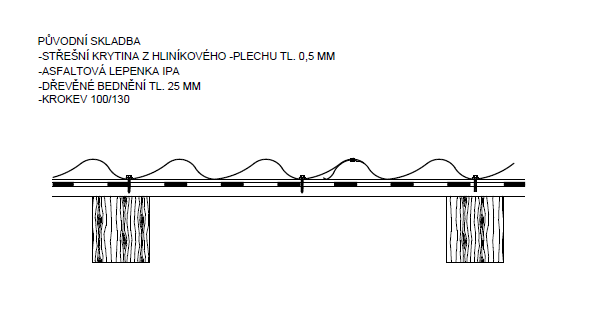 PŮVODNÍ SKLADBA
-STŘEŠNÍ KRYTINA Z HLINÍKOVÉHO -PLECHU TL. 0,5 MM
-ASFALTOVÁ LEPENKA IPA
-DŘEVĚNÉ BEDNĚNÍ TL. 25 MM
-KROKEV 100/130